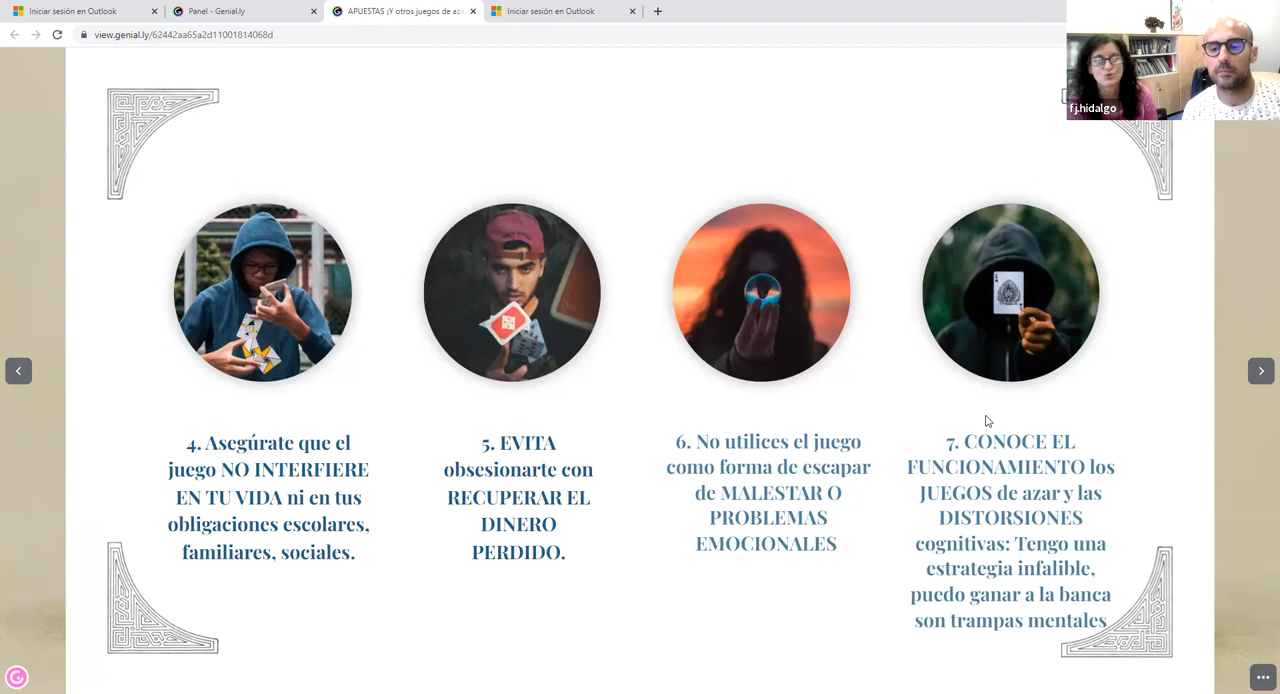 Iniciar sesión en Outlook
Panel - Genial.ly
APUESTAS ¡Y otros juegos de aza
Iniciar sesión en Outlook
view.genial.ly/62442aa65a2d11001814068d
f.j.hidalgo
4. Asegúrate que el
juego NO INTERFIERE
EN TU VIDA ni en tus
obligaciones escolares,
familiares, sociales.
5. EVITA
obsesionarte con
RECUPERAR EL
DINERO
PERDIDO.
6. No utilices el juego
como forma de escapar
de MALESTAR O
PROBLEMAS
EMOCIONALES
7. CONOCE EL
FUNCIONAMIENTO los
JUEGOS de azar y las
DISTORSIONES
cognitivas: Tengo una
estrategia infalible,
puedo ganar a la banca
son trampas mentales